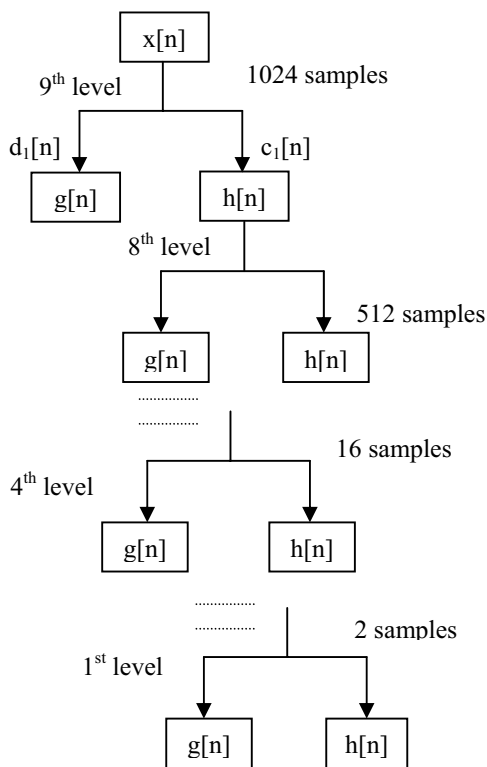 x[n]
1024 samples
9th level
d₁[n]
c₁[n]
g[n]
h[n]
8th level
512 samples
g[n]
h[n]
16 samples
4th level
g[n]
h[n]
2 samples
1st level
g[n]
h[n]